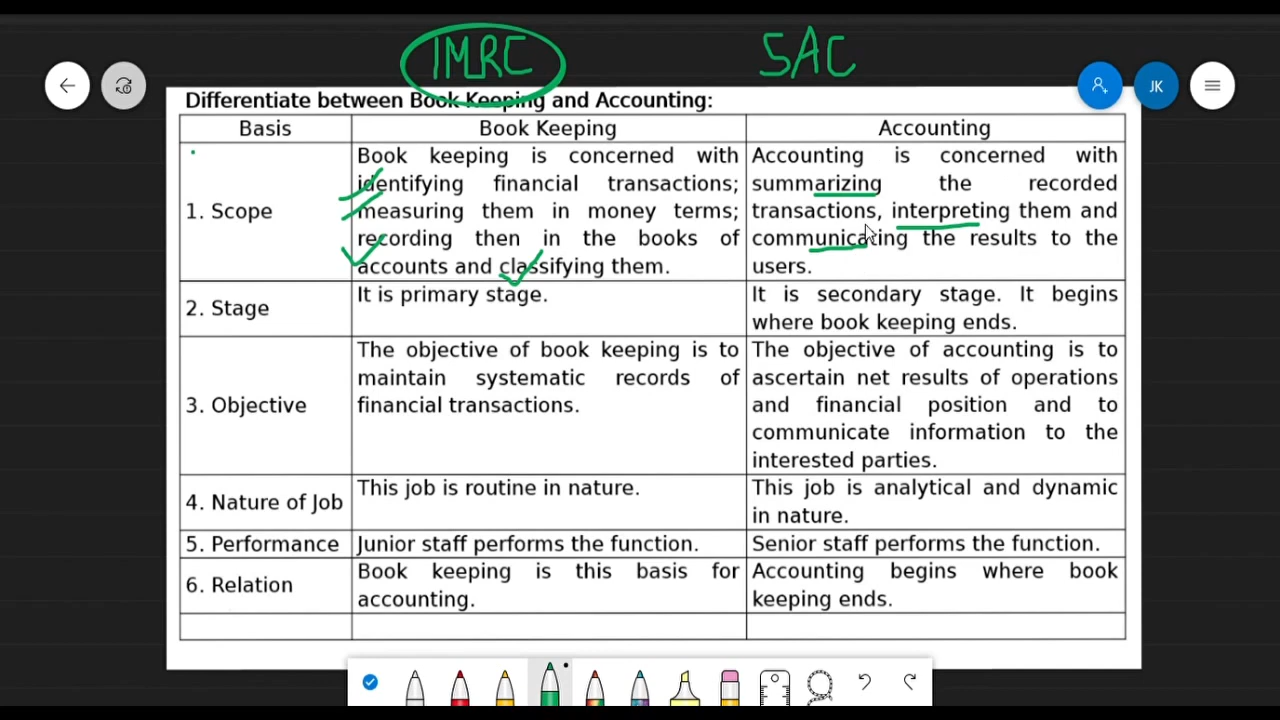 IMRC SAC
JK
Differentiate between Book Keeping and Accounting:
Basis Book Keeping Accounting
1. Scope
Book keeping is concerned with
identifying financial transactions;
measuring them in money terms;
recording then in the books of
accounts and classifying them.
Accounting is concerned with
summarizing the recorded
transactions, interpreting them and
communicating the results to the
users.
2. Stage
It is primary stage.
It is secondary stage. It begins
where book keeping ends.
3. Objective
The objective of book keeping is to
maintain systematic records of
financial transactions.
The objective of accounting is to
ascertain net results of operations
and financial position and to
communicate information to the
interested parties.
4. Nature of Job
This job is routine in nature.
This job is analytical and dynamic
in nature.
5. Performance
Junior staff performs the function.
Senior staff performs the function.
6. Relation
Book keeping is this basis for
accounting.
Accounting begins where book
keeping ends.